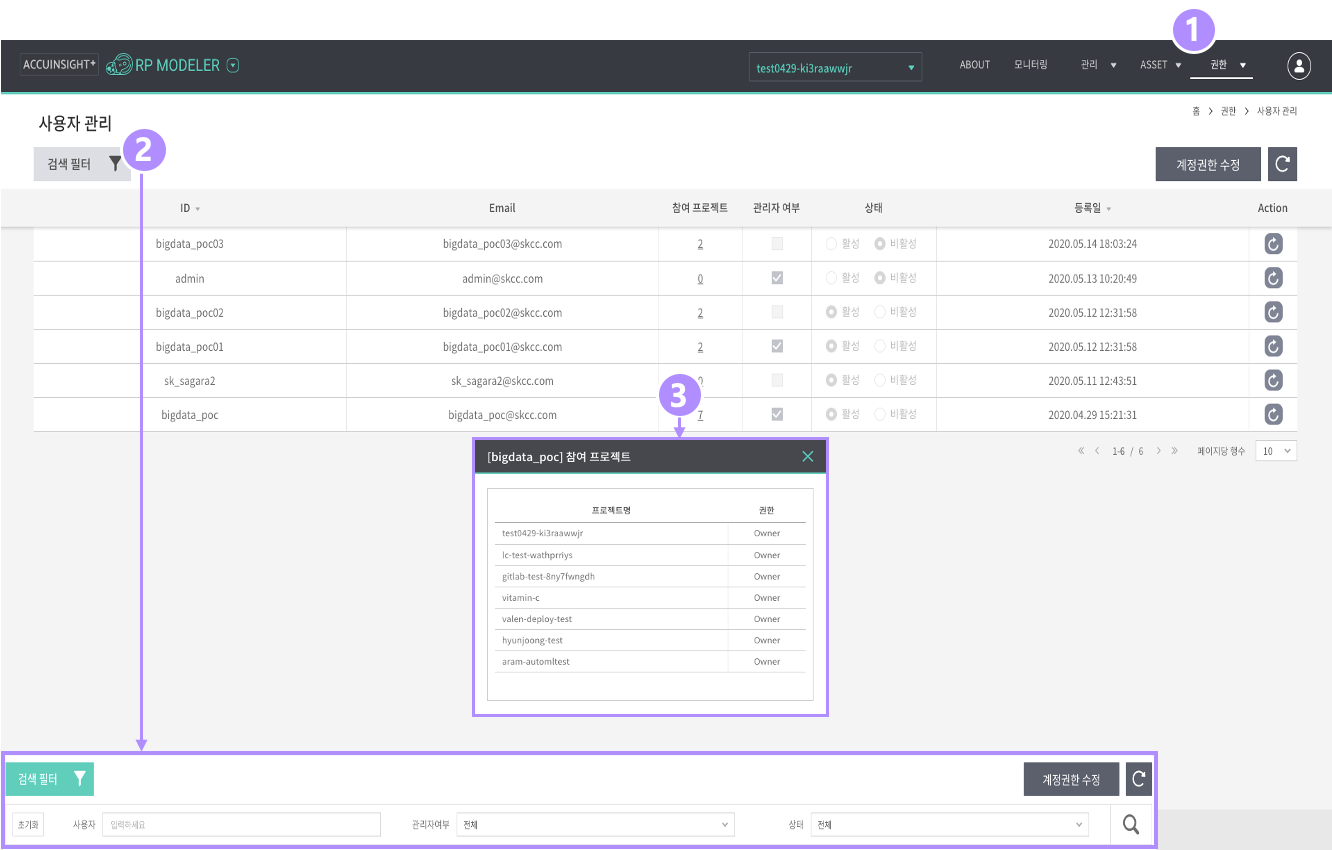 1
ACCUINSIGHT+ RP MODELER test0429-ki3raawwjr ABOUT 모니터링 관리 ASSET 권한
홈 > 권한 > 사용자 관리
사용자 관리
검색 필터 2 계정권한 수정
ID Email 참여 프로젝트 관리자 여부 상태 등록일 Action
bigdata_poc03 bigdata_poc03@skcc.com 2 활성 비활성 2020.05.14 18:03:24
admin admin@skcc.com 0 활성 비활성 2020.05.13 10:20:49
bigdata_poc02 bigdata_poc02@skcc.com 2 활성 비활성 2020.05.12 12:31:58
bigdata_poc01 bigdata_poc01@skcc.com 2 활성 비활성 2020.05.12 12:31:58
sk_sagara2 sk_sagara2@skcc.com 0 활성 비활성 2020.05.11 12:43:51
bigdata_poc bigdata_poc@skcc.com 7 활성 비활성 2020.04.29 15:21:31
3
« < 1-6 / 6 > » 페이지당 행수 10
[bigdata_poc] 참여 프로젝트
프로젝트명 권한
test0429-ki3raawwjr Owner
lc-test-wathprriys Owner
gitlab-test-8ny7fwngdh Owner
vitamin-c Owner
valen-deploy-test Owner
hyunjoong-test Owner
aram-automltest Owner
검색 필터 계정권한 수정
초기화 사용자 입력하세요 관리자여부 전체 상태 전체